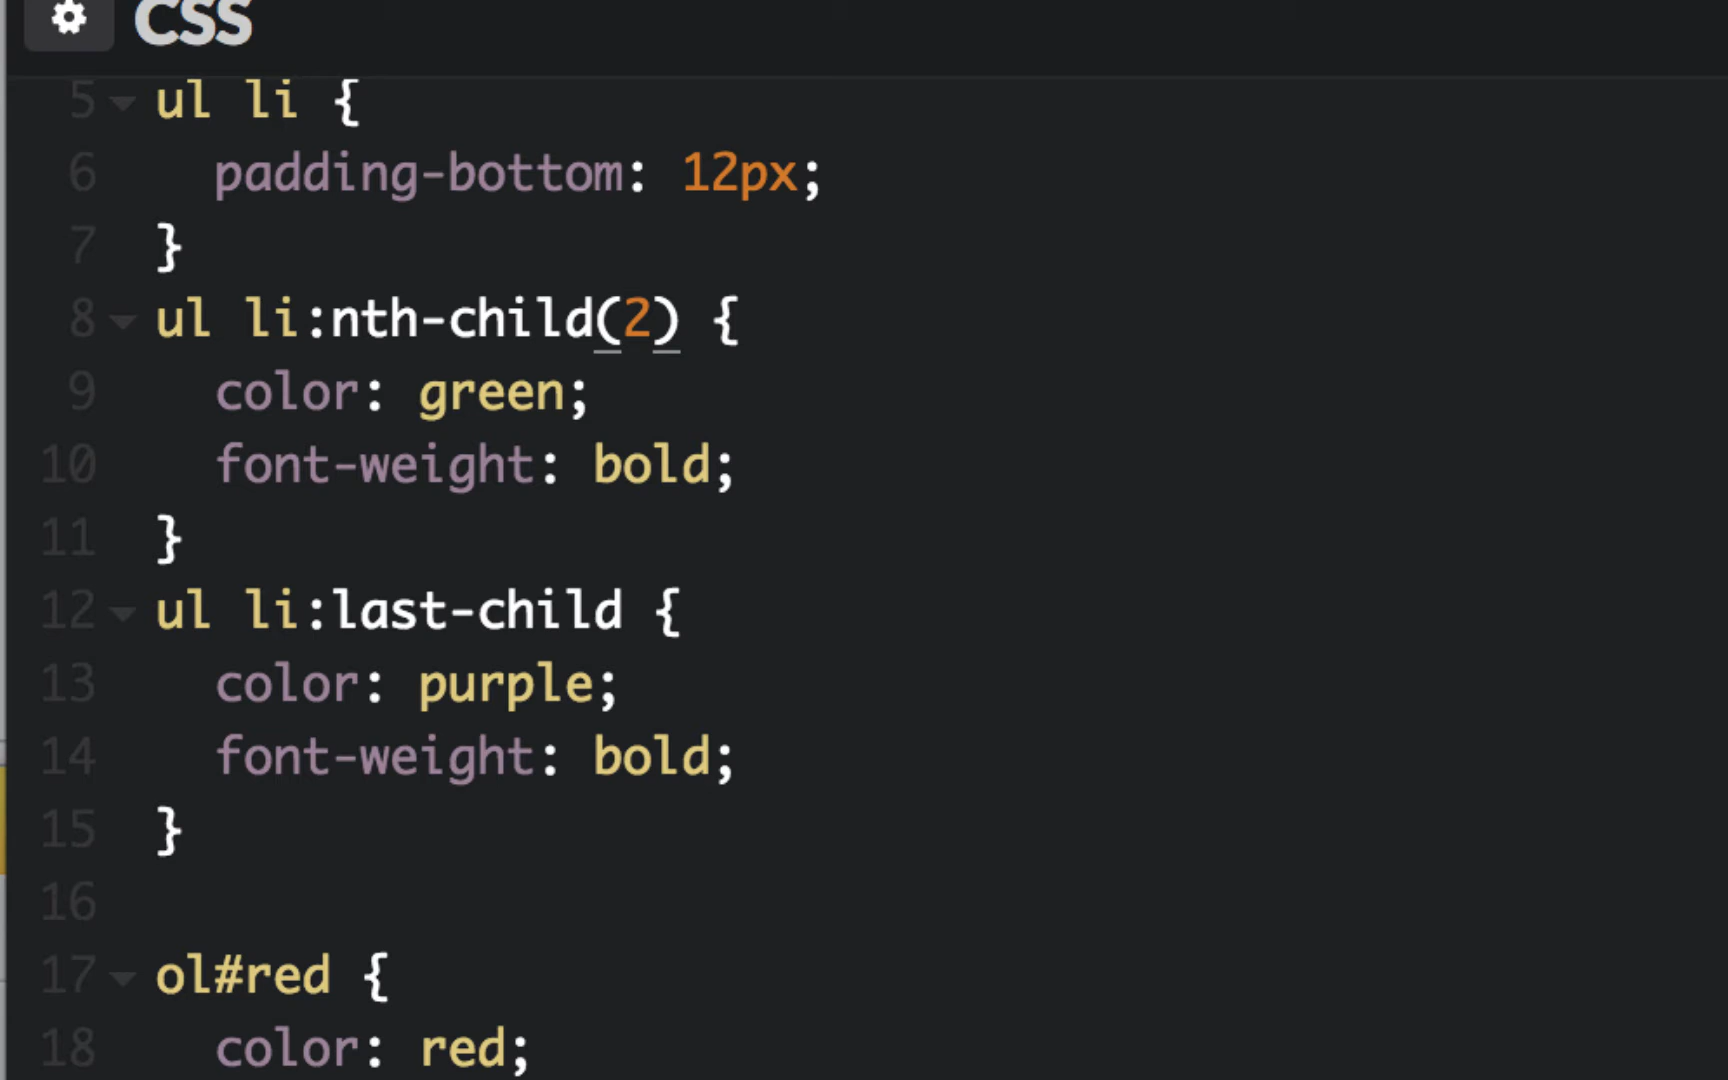 CSS
5 ul li {
6 padding-bottom: 12px;
7 }
8 ul li:nth-child(2) {
9 color: green;
10 font-weight: bold;
11 }
12 ul li:last-child {
13 color: purple;
14 font-weight: bold;
15 }
16
17 ol#red {
18 color: red;